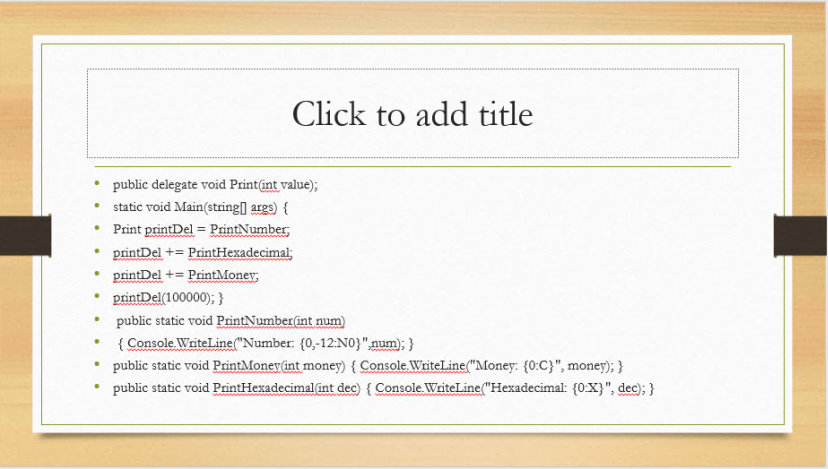 Click to add title
public delegate void Print(int value);
static void Main(string[] args) {
Print printDel = PrintNumber;
printDel += PrintHexadecimal;
printDel += PrintMoney;
printDel(100000); }
public static void PrintNumber(int num)
{ Console.WriteLine("Number: {0,-12:N0}",num); }
public static void PrintMoney(int money) { Console.WriteLine("Money: {0:C}", money); }
public static void PrintHexadecimal(int dec) { Console.WriteLine("Hexadecimal: {0:X}", dec); }